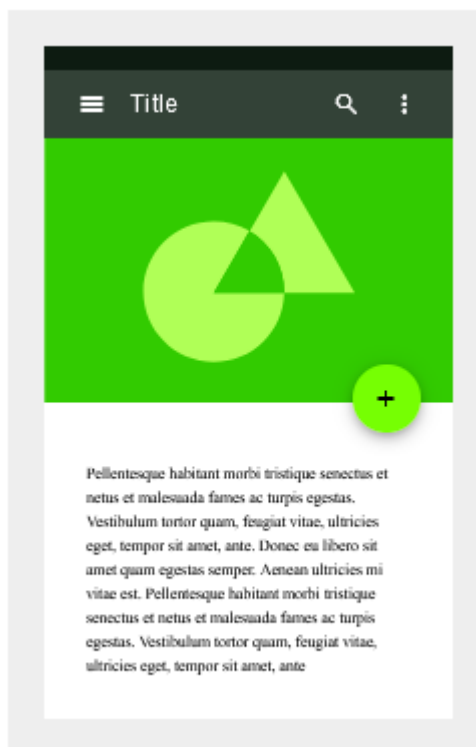 Title
Pellentesque habitant morbi tristique senectus et
netus et malesuada fames ac turpis egestas.
Vestibulum tortor quam, feugiat vitae, ultricies
eget, tempor sit amet, ante. Donec eu libero sit
amet quam egestas semper. Aenean ultricies mi
vitae est. Pellentesque habitant morbi tristique
senectus et netus et malesuada fames ac turpis
egestas. Vestibulum tortor quam, feugiat vitae,
ultricies eget, tempor sit amet, ante